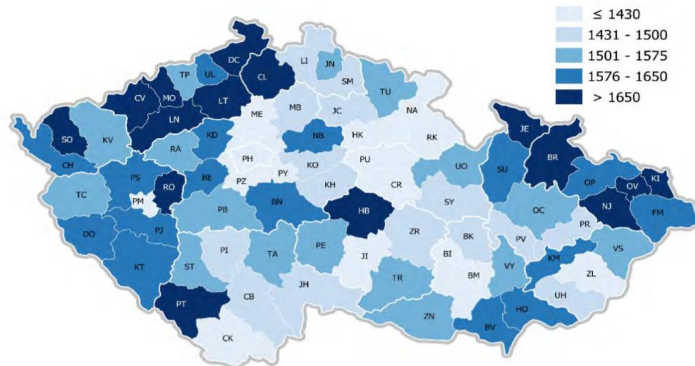 ≤ 1430
1431 - 1500
1501 - 1575
1576 - 1650
> 1650
DC
LI
JN
TP
UL
CL
SM
CV
MO
LT
TU
LN
ME
MB
JC
NA
SO
KV
RA
KD
NB
HK
RK
JE
CH
PS
RO
BE
PH
PY
KO
PU
UO
SU
BR
OP
OV
KI
TC
PM
PZ
KH
CR
NJ
FM
PB
BN
HB
SY
OC
PR
DO
PJ
ZR
BK
PV
VS
KT
ST
PI
TA
PE
JI
BI
KM
BM
VY
ZL
PT
CB
JH
TR
UH
ZN
HO
BV
CK